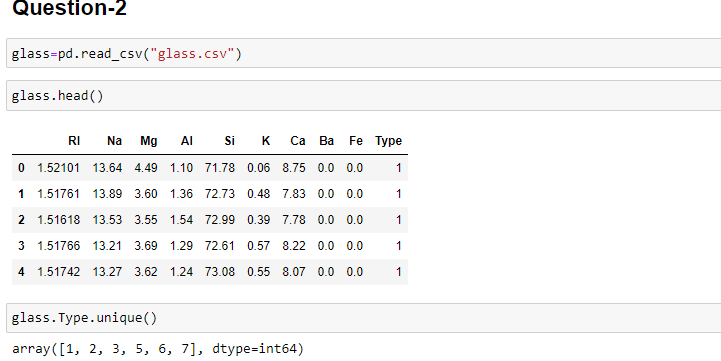 Question-2
glass=pd.read_csv("glass.csv")
glass.head()
RI Na Mg Al Si K Ca Ba Fe Type
0 1.52101 13.64 4.49 1.10 71.78 0.06 8.75 0.0 0.0 1
1 1.51761 13.89 3.60 1.36 72.73 0.48 7.83 0.0 0.0 1
2 1.51618 13.53 3.55 1.54 72.99 0.39 7.78 0.0 0.0 1
3 1.51766 13.21 3.69 1.29 72.61 0.57 8.22 0.0 0.0 1
4 1.51742 13.27 3.62 1.24 73.08 0.55 8.07 0.0 0.0 1
glass.Type.unique()
array([1, 2, 3, 5, 6, 7], dtype=int64)